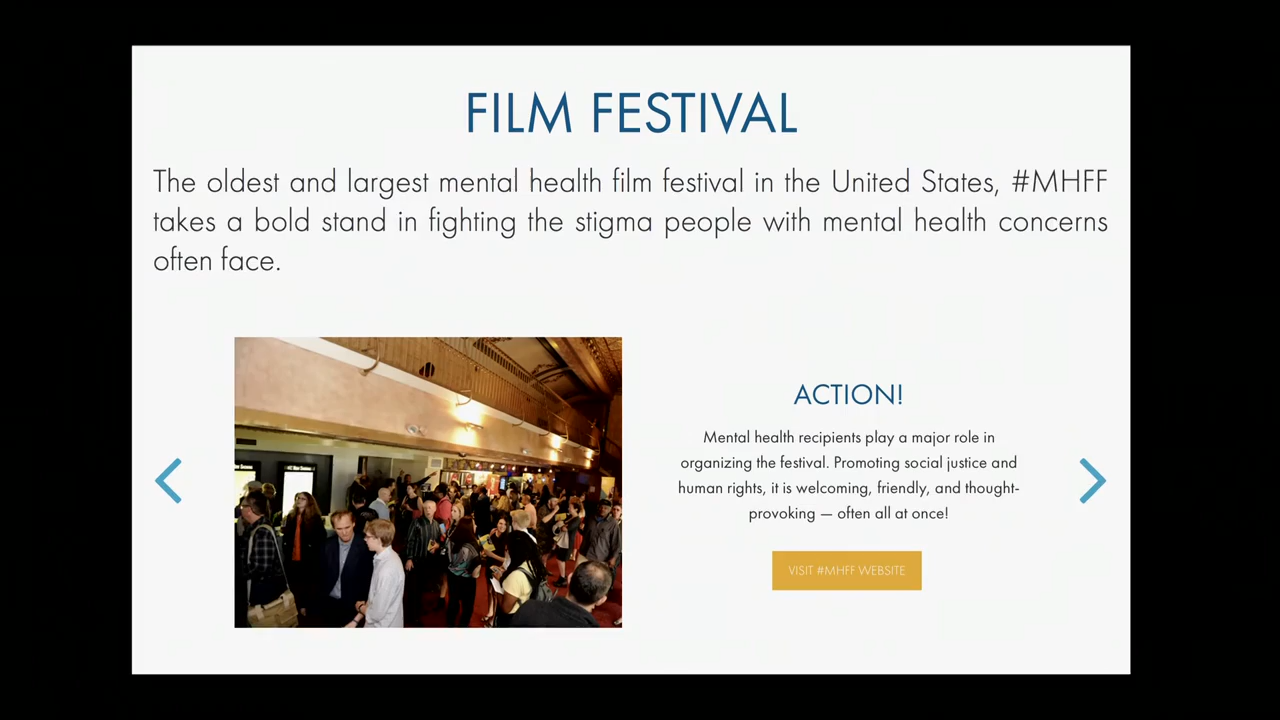 FILM FESTIVAL
The oldest and largest mental health film festival in the United States, #MHFF
takes a bold stand in fighting the stigma people with mental health concerns
often face.
ACTION!
Mental health recipients play a major role in
organizing the festival. Promoting social justice and
human rights, it is welcoming, friendly, and thought-
provoking — often all at once!
VISIT #MHFF WEBSITE